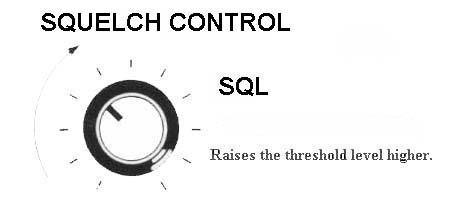 SQUELCH CONTROL
SQL
Raises the threshold level higher.